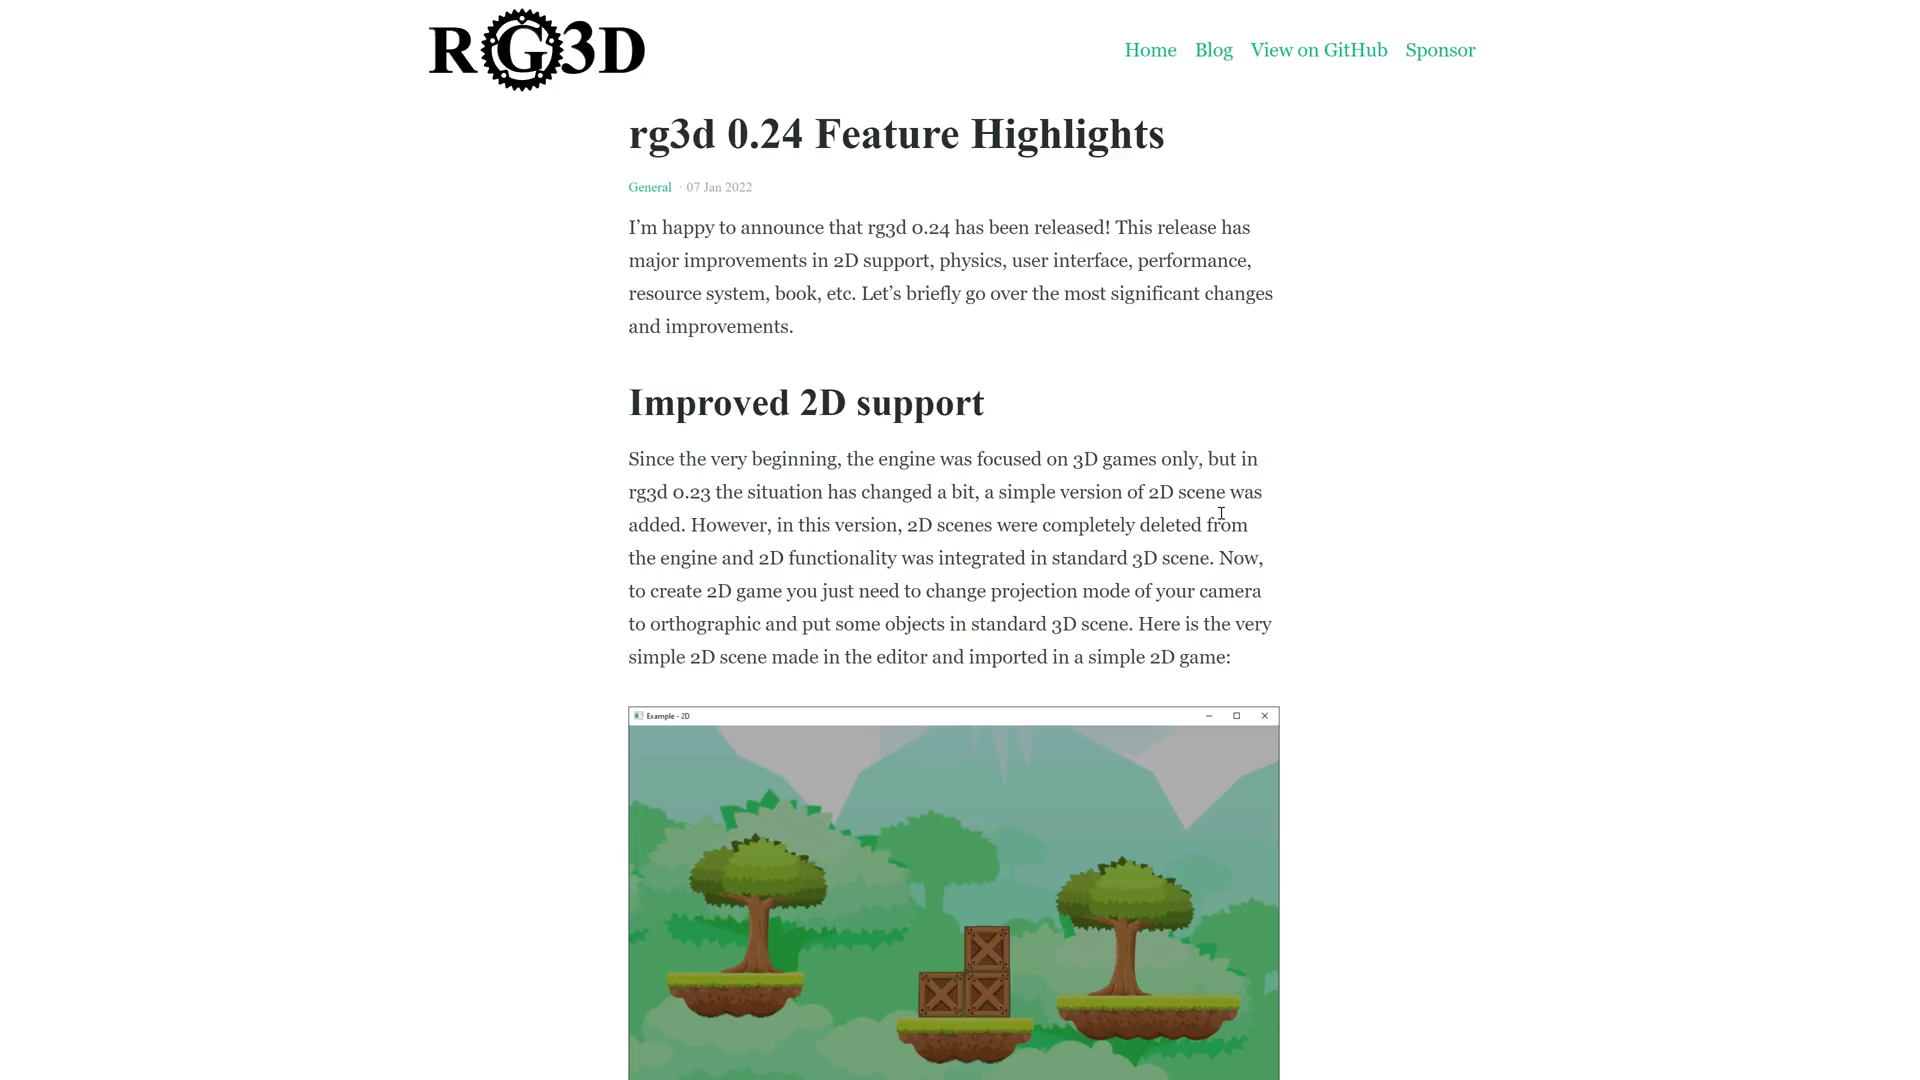 RG3D
Home Blog View on GitHub Sponsor
rg3d 0.24 Feature Highlights
General · 07 Jan 2022
I’m happy to announce that rg3d 0.24 has been released! This release has
major improvements in 2D support, physics, user interface, performance,
resource system, book, etc. Let’s briefly go over the most significant changes
and improvements.
Improved 2D support
Since the very beginning, the engine was focused on 3D games only, but in
rg3d 0.23 the situation has changed a bit, a simple version of 2D scene was
added. However, in this version, 2D scenes were completely deleted from
the engine and 2D functionality was integrated in standard 3D scene. Now,
to create 2D game you just need to change projection mode of your camera
to orthographic and put some objects in standard 3D scene. Here is the very
simple 2D scene made in the editor and imported in a simple 2D game:
Example - 2D